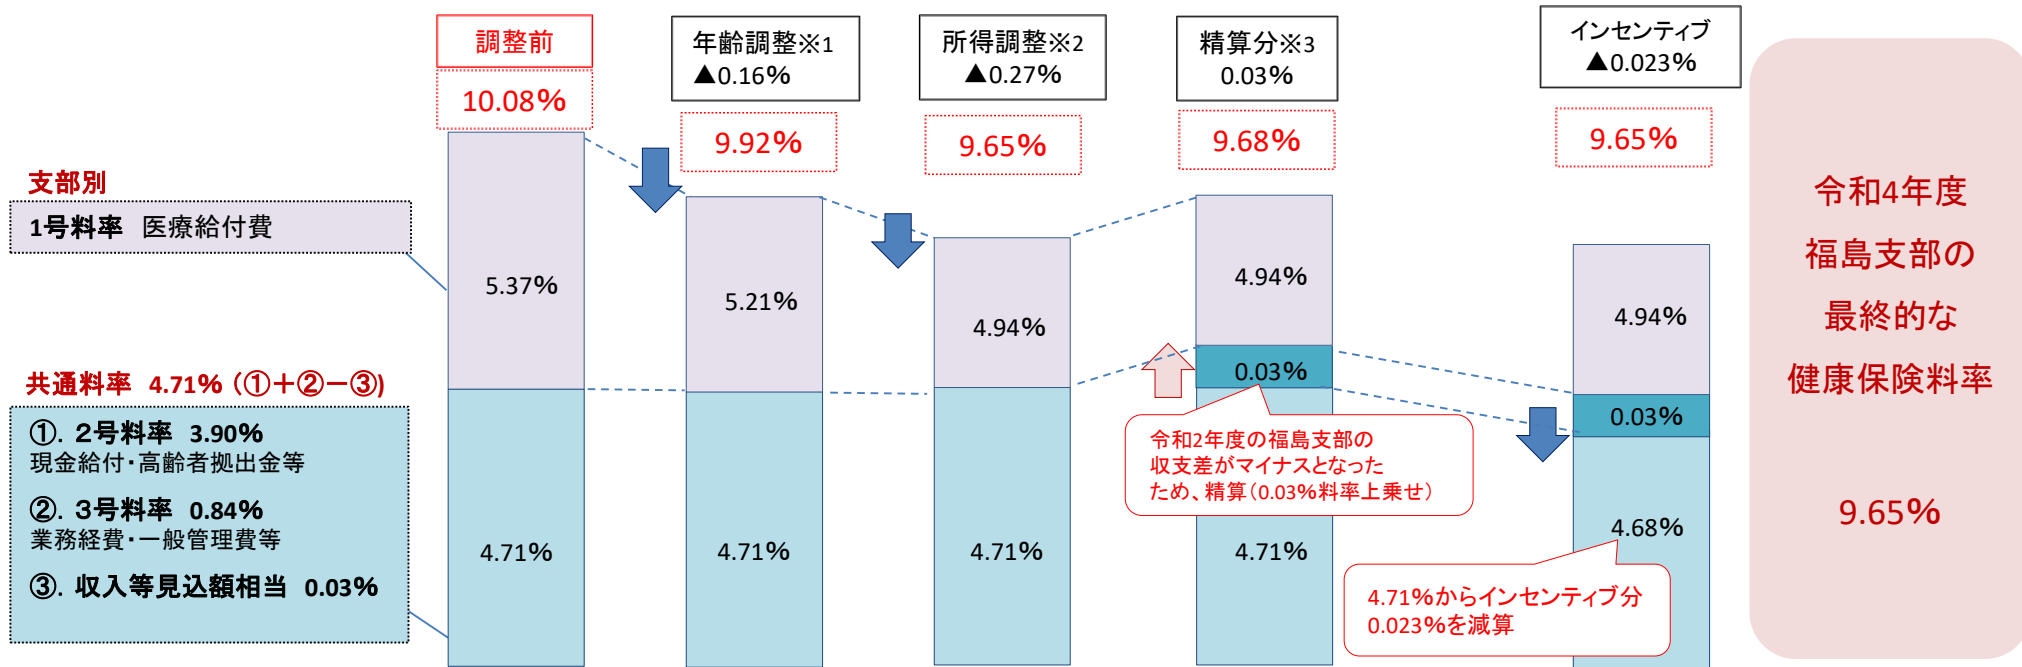 調整前
10.08%
年齢調整※1
▲0.16%
9.92%
所得調整※2
▲0.27%
9.65%
精算分※3
0.03%
9.68%
インセンティブ
▲0.023%
9.65%
支部別
1号料率 医療給付費
共通料率 4.71% (①+②-③)
①. 2号料率 3.90%
現金給付・高齢者拠出金等
②. 3号料率 0.84%
業務経費・一般管理費等
③. 収入等見込額相当 0.03%
5.37%
4.71%
5.21%
4.71%
4.94%
4.71%
4.94%
0.03%
4.71%
令和2年度の福島支部の
収支差がマイナスとなった
ため、精算(0.03%料率上乗せ)
4.94%
0.03%
4.68%
4.71%からインセンティブ分
0.023%を減算
令和4年度
福島支部の
最終的な
健康保険料率
9.65%